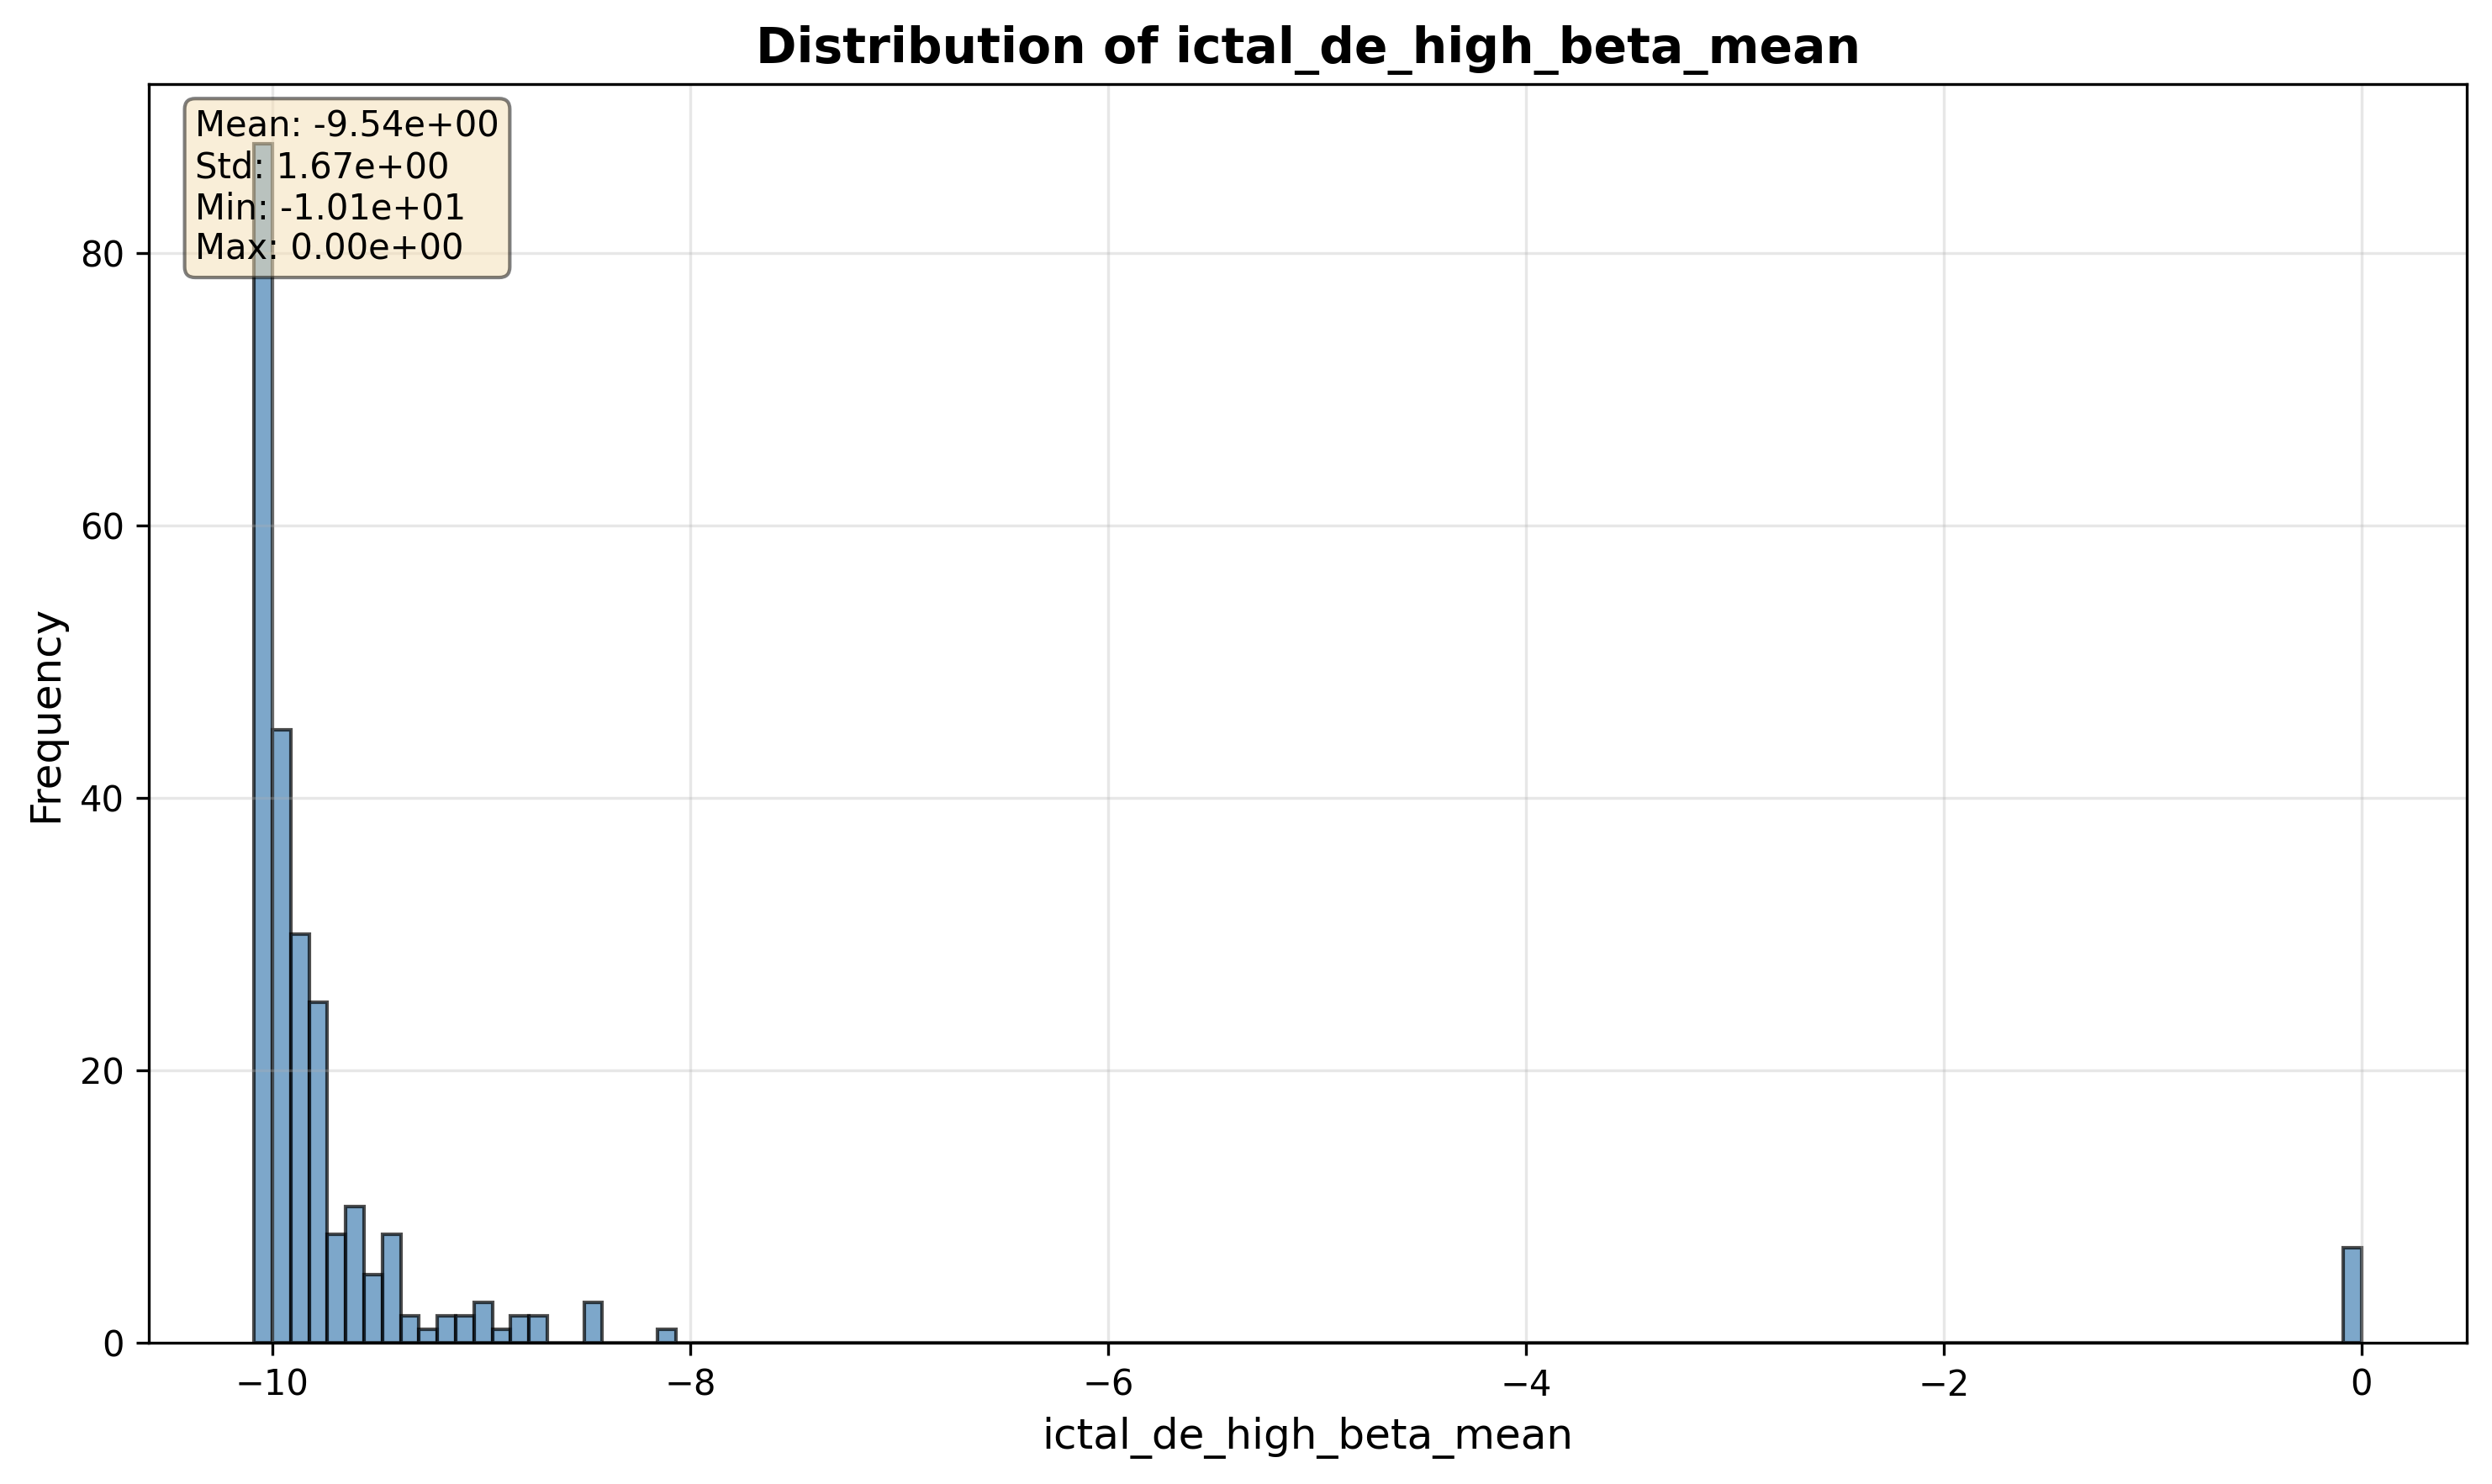 Distribution of ictal_de_high_beta_mean
Mean: -9.54e+00
Std: 1.67e+00
Min: -1.01e+01
Max: 0.00e+00
80
60
40
20
0
Frequency
−10
−8
−6
−4
−2
0
ictal_de_high_beta_mean